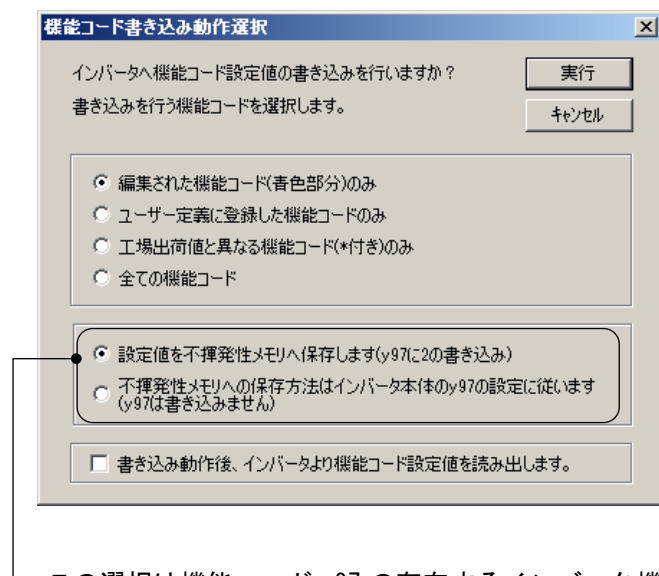 機能コード書き込み動作選択
インバータへ機能コード設定値の書き込みを行いますか?
実行
書き込みを行う機能コードを選択します。
キャンセル
編集された機能コード(青色部分)のみ
ユーザー定義に登録した機能コードのみ
工場出荷値と異なる機能コード(*付き)のみ
全ての機能コード
設定値を不揮発性メモリへ保存します(y97に2の書き込み)
不揮発性メモリへの保存方法はインバータ本体のy97の設定に従います
(y97は書き込みません)
書き込み動作後、インバータより機能コード設定値を読み出します。